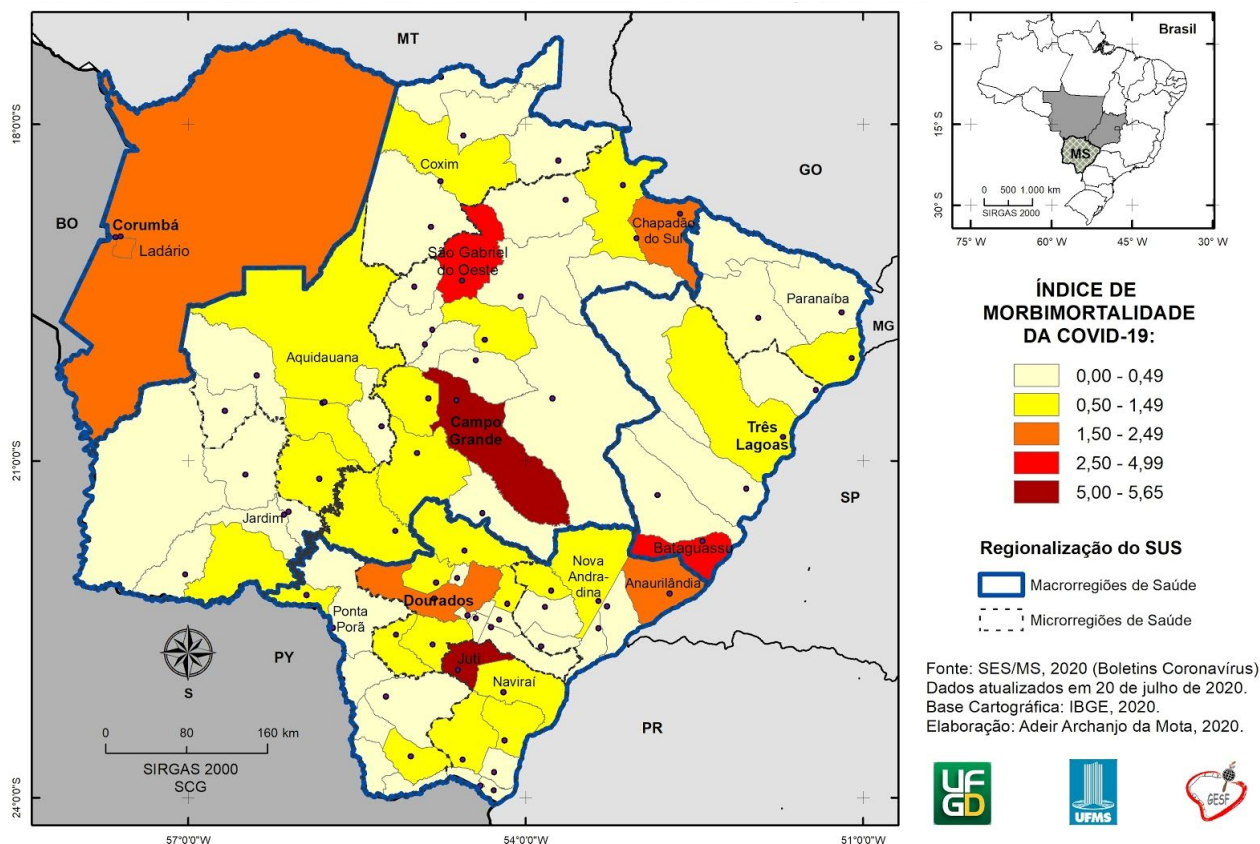 MT
GO
BO
MG
SP
PR
PY
18°0'0"S
21°0'0"S
24°0'0"S
57°0'0"W
54°0'0"W
51°0'0"W
Coxim
Corumbá
Ladário
São Gabriel
do Oeste
Chapadão
do Sul
Paranaíba
Aquidauana
Campo
Grande
Três
Lagoas
Jardim
Bataguassu
Nova
Andra-
dina
Anaurilândia
Dourados
Ponta
Porã
Juti
Naviraí
S
0 80 160 km
SIRGAS 2000
SCG
Brasil
0°
15° S
30° S
MS
0 500 1.000 km
SIRGAS 2000
75° W 60° W 45° W 30° W
ÍNDICE DE
MORBIMORTALIDADE
DA COVID-19:
0,00 - 0,49
0,50 - 1,49
1,50 - 2,49
2,50 - 4,99
5,00 - 5,65
Regionalização do SUS
Macrorregiões de Saúde
Microrregiões de Saúde
Fonte: SES/MS, 2020 (Boletins Coronavírus)
Dados atualizados em 20 de julho de 2020.
Base Cartográfica: IBGE, 2020.
Elaboração: Adeir Archanjo da Mota, 2020.
UF
GD
UFMS
GESF